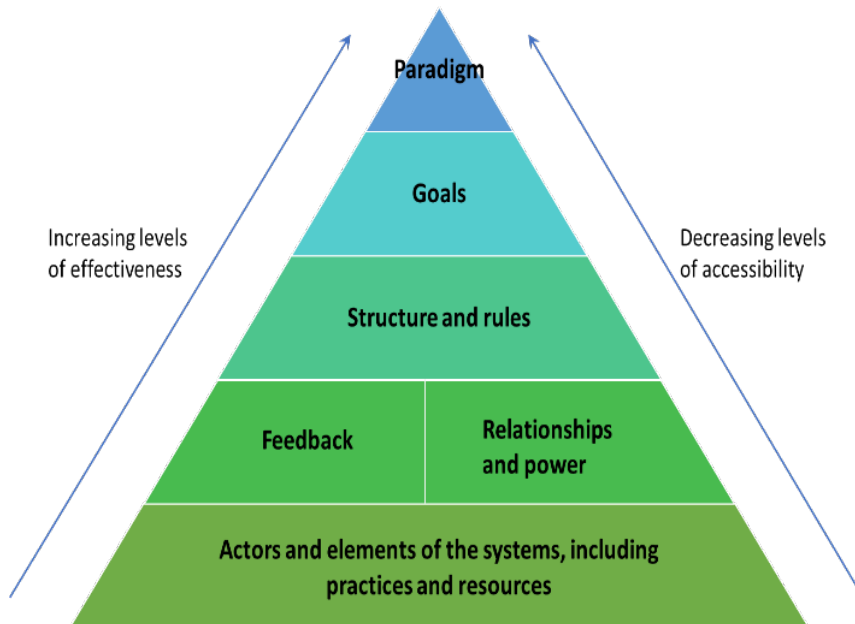 Paradigm
Goals
Increasing levels
of effectiveness
Decreasing levels
of accessibility
Structure and rules
Feedback
Relationships
and power
Actors and elements of the systems, including
practices and resources